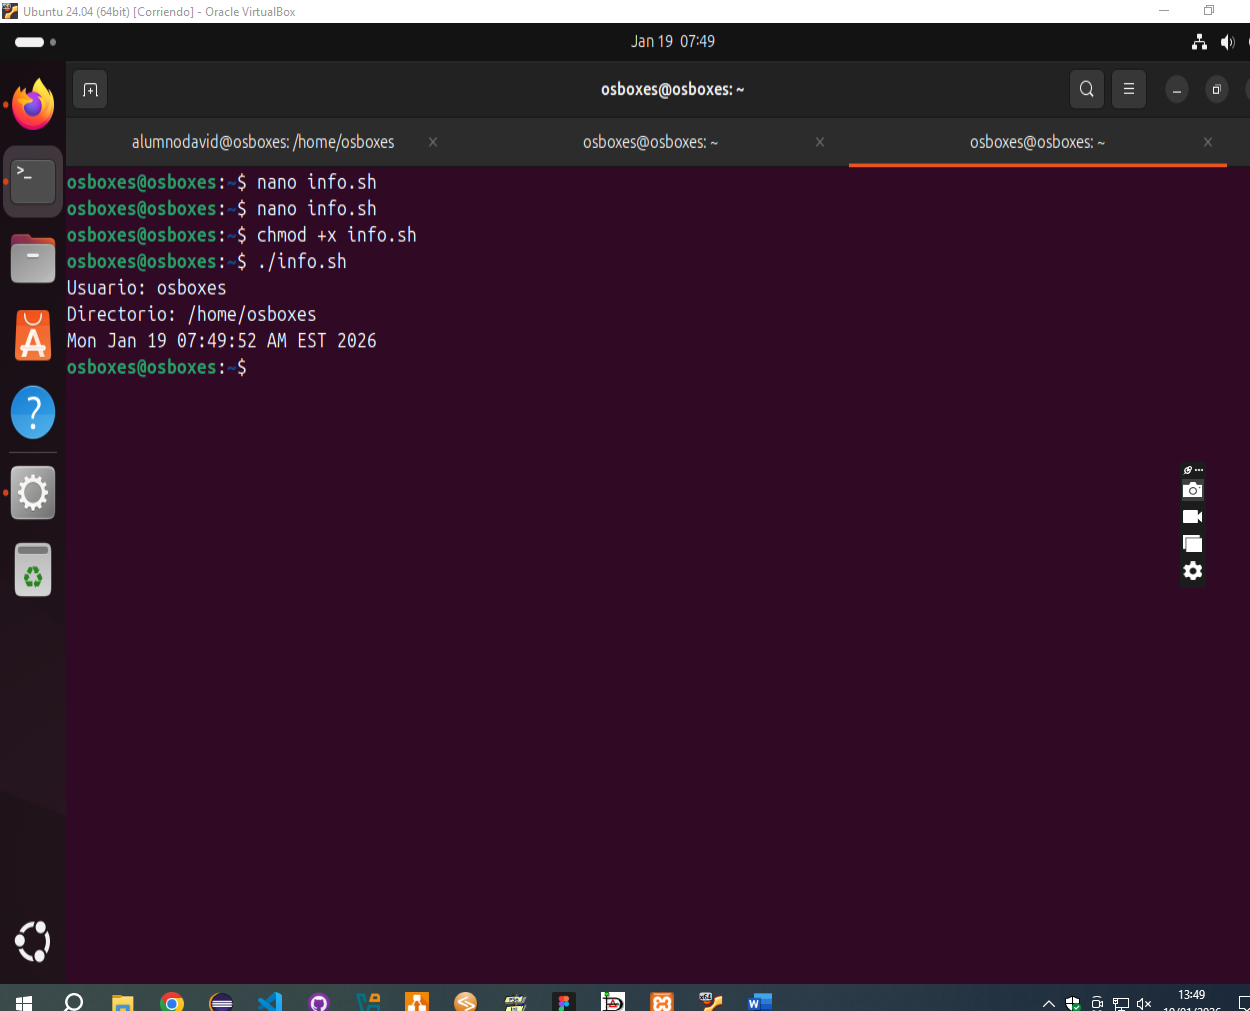 Ubuntu 24.04 (64bit) [Corriendo] - Oracle VirtualBox
Jan 19 07:49
osboxes@osboxes: ~
alumnodavid@osboxes: /home/osboxes
osboxes@osboxes: ~
osboxes@osboxes: ~
osboxes@osboxes:~$ nano info.sh
osboxes@osboxes:~$ nano info.sh
osboxes@osboxes:~$ chmod +x info.sh
osboxes@osboxes:~$ ./info.sh
Usuario: osboxes
Directorio: /home/osboxes
Mon Jan 19 07:49:52 AM EST 2026
osboxes@osboxes:~$
13:49